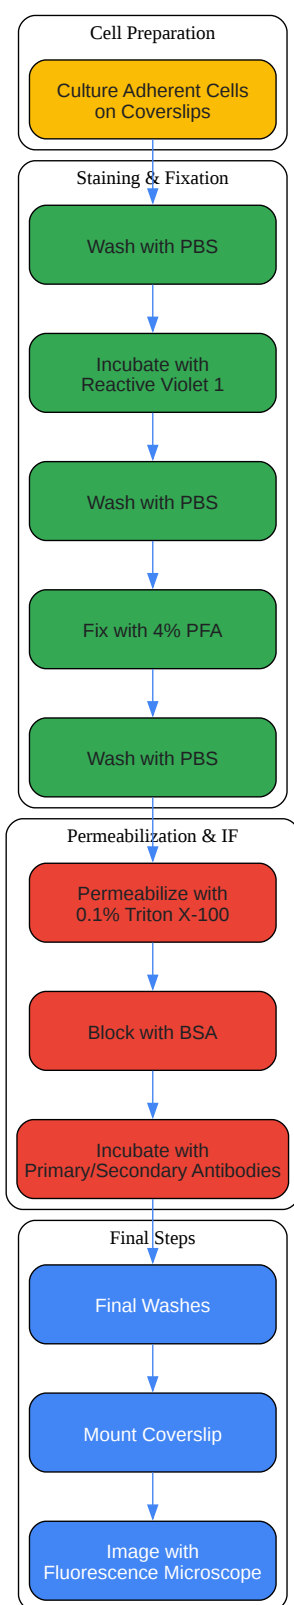 Cell Preparation
Culture Adherent Cells
on Coverslips
Staining & Fixation
Wash with PBS
Incubate with
Reactive Violet 1
Wash with PBS
Fix with 4% PFA
Wash with PBS
Permeabilization & IF
Permeabilize with
0.1% Triton X-100
Block with BSA
Incubate with
Primary/Secondary Antibodies
Final Steps
Final Washes
Mount Coverslip
Image with
Fluorescence Microscope